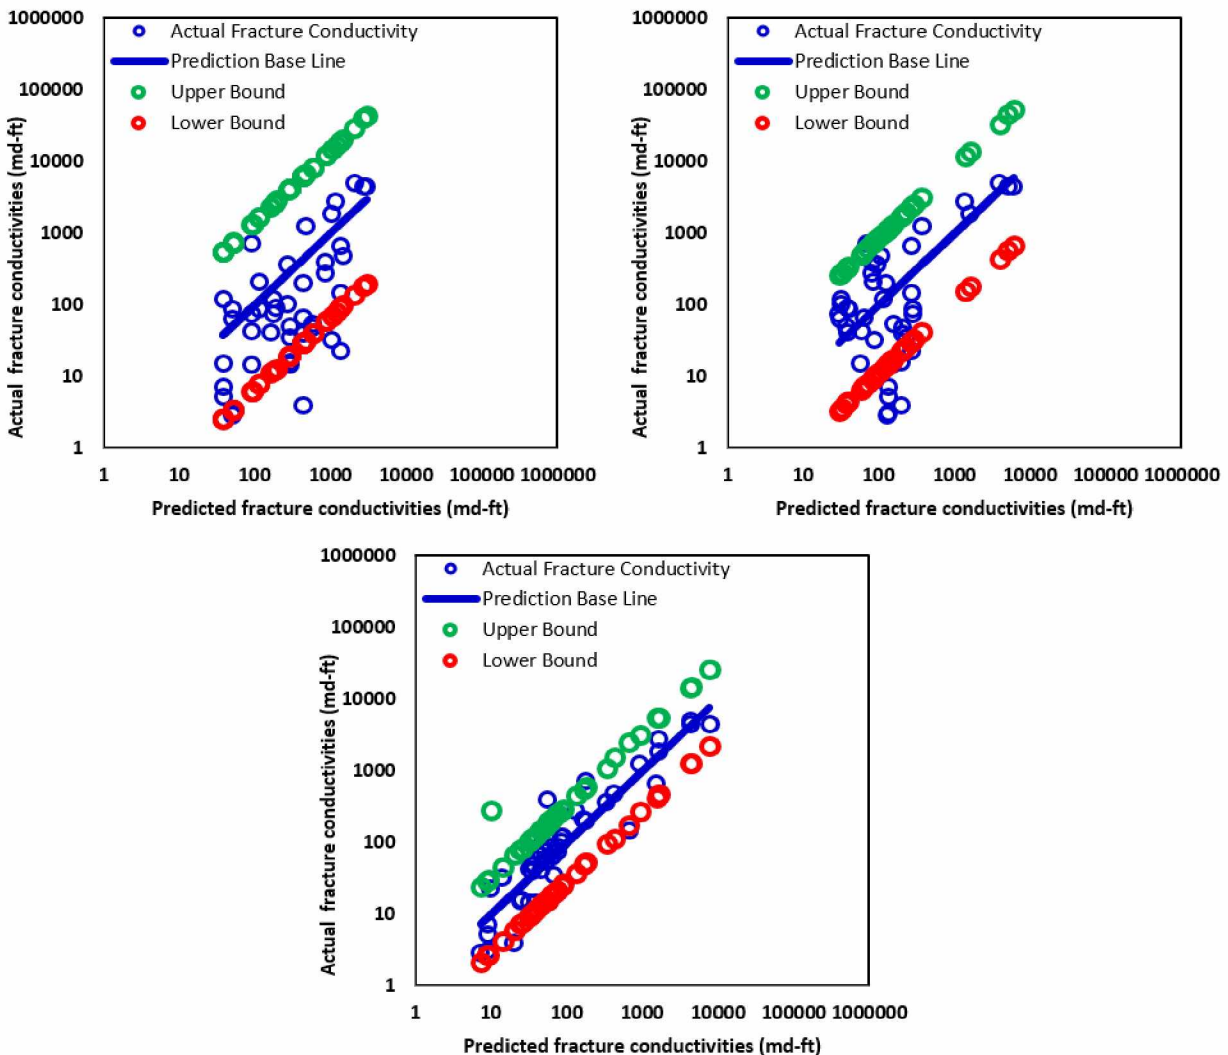 1000000
100000
10000
1000
100
10
1
Actual fracture conductivities (md-ft)
Actual Fracture Conductivity
Prediction Base Line
Upper Bound
Lower Bound
1 10 100 1000 10000 100000 1000000
Predicted fracture conductivities (md-ft)
1000000
100000
10000
1000
100
10
1
Actual fracture conductivities (md-ft)
Actual Fracture Conductivity
Prediction Base Line
Upper Bound
Lower Bound
1 10 100 1000 10000 100000 1000000
Predicted fracture conductivities (md-ft)
1000000
100000
10000
1000
100
10
1
Actual fracture conductivities (md-ft)
Actual Fracture Conductivity
Prediction Base Line
Upper Bound
Lower Bound
1 10 100 1000 10000 100000 1000000
Predicted fracture conductivities (md-ft)